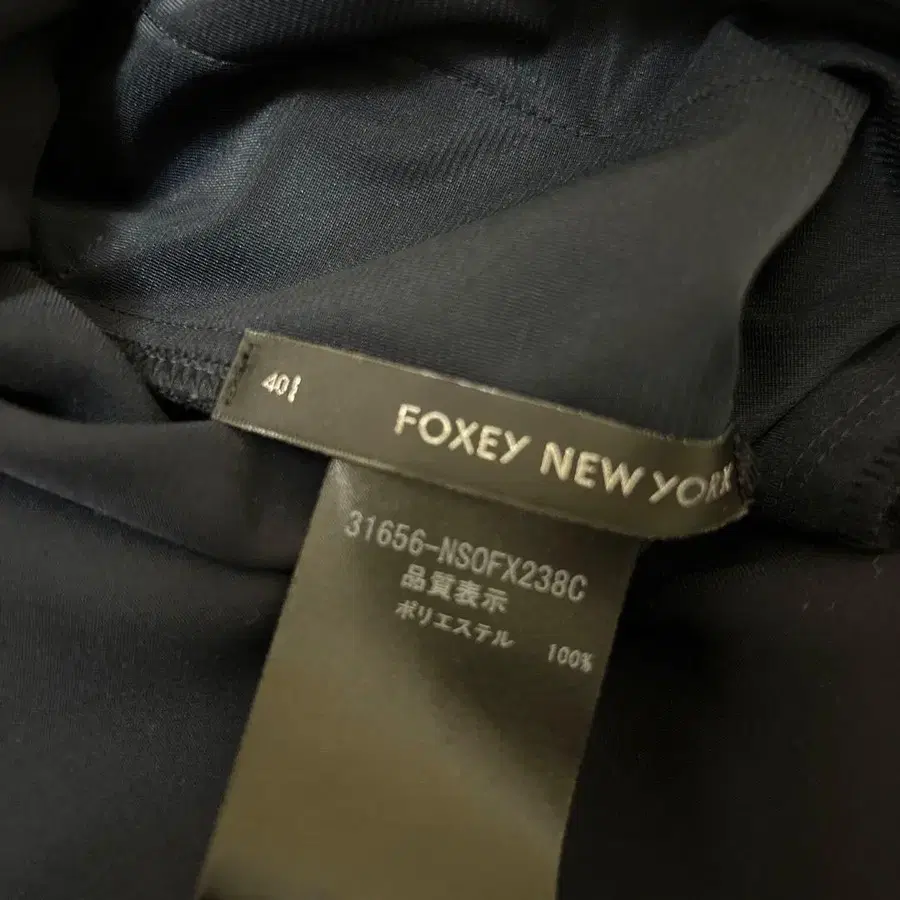 40
FOXEY NEW YORK
31656-NSOFX238C
品質表示
ポリエステル 100%